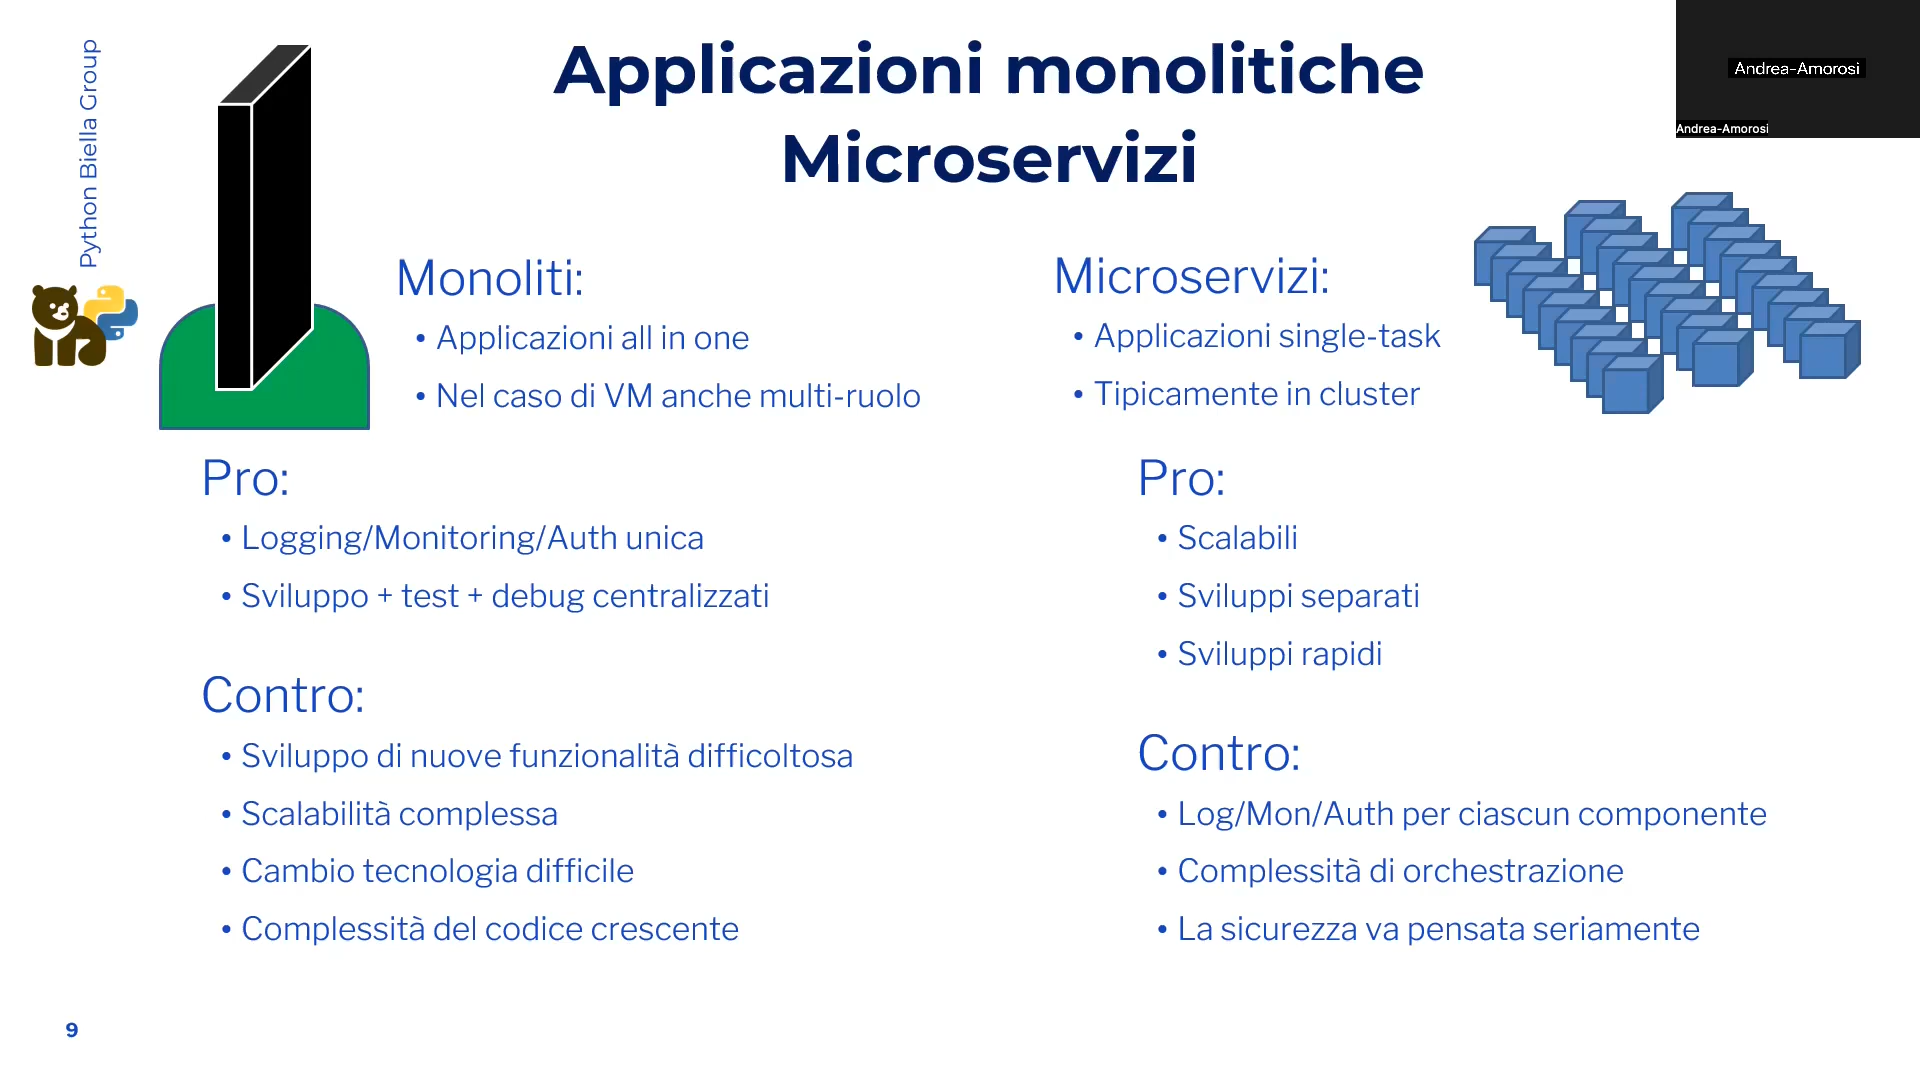 Python Biella Group
Applicazioni monolitiche
Microservizi
Andrea-Amorosi
Andrea-Amorosi
Monoliti:
• Applicazioni all in one
• Nel caso di VM anche multi-ruolo
Microservizi:
• Applicazioni single-task
• Tipicamente in cluster
Pro:
• Logging/Monitoring/Auth unica
• Sviluppo + test + debug centralizzati
Contro:
• Sviluppo di nuove funzionalità difficoltosa
• Scalabilità complessa
• Cambio tecnologia difficile
• Complessità del codice crescente
Pro:
• Scalabili
• Sviluppi separati
• Sviluppi rapidi
Contro:
• Log/Mon/Auth per ciascun componente
• Complessità di orchestrazione
• La sicurezza va pensata seriamente
9